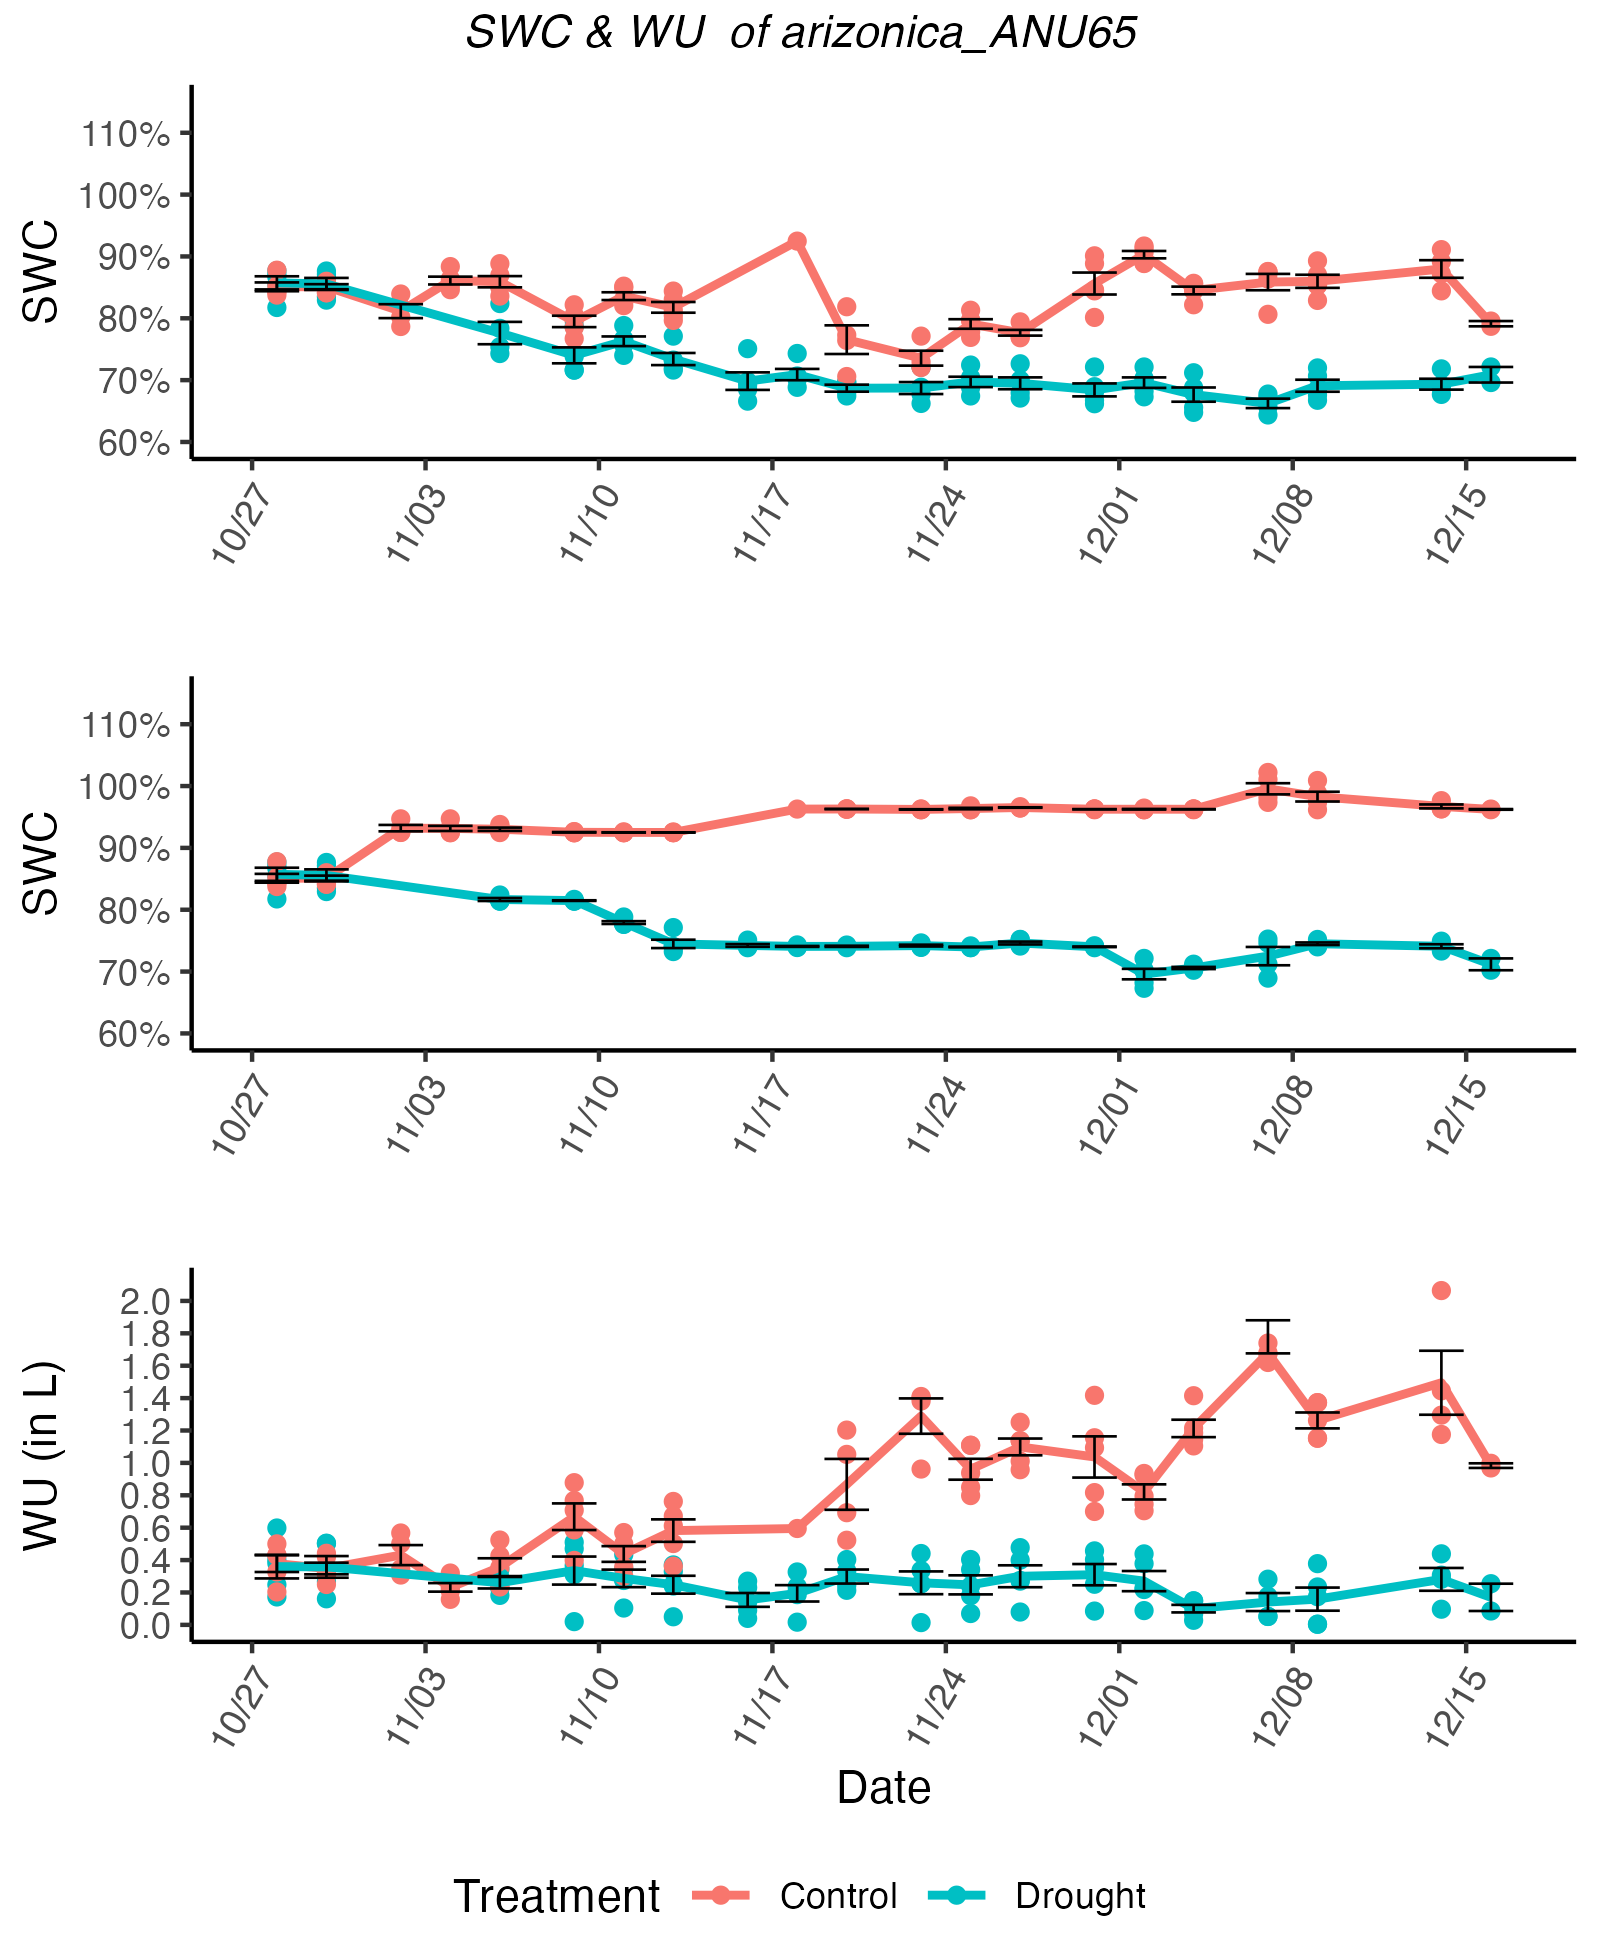 SWC & WU of arizonica_ANU65
SWC
110%
100%
90%
80%
70%
60%
10/27 11/03 11/10 11/17 11/24 12/01 12/08 12/15
SWC
110%
100%
90%
80%
70%
60%
10/27 11/03 11/10 11/17 11/24 12/01 12/08 12/15
WU (in L)
2.0
1.8
1.6
1.4
1.2
1.0
0.8
0.6
0.4
0.2
0.0
10/27 11/03 11/10 11/17 11/24 12/01 12/08 12/15
Date
Treatment Control Drought